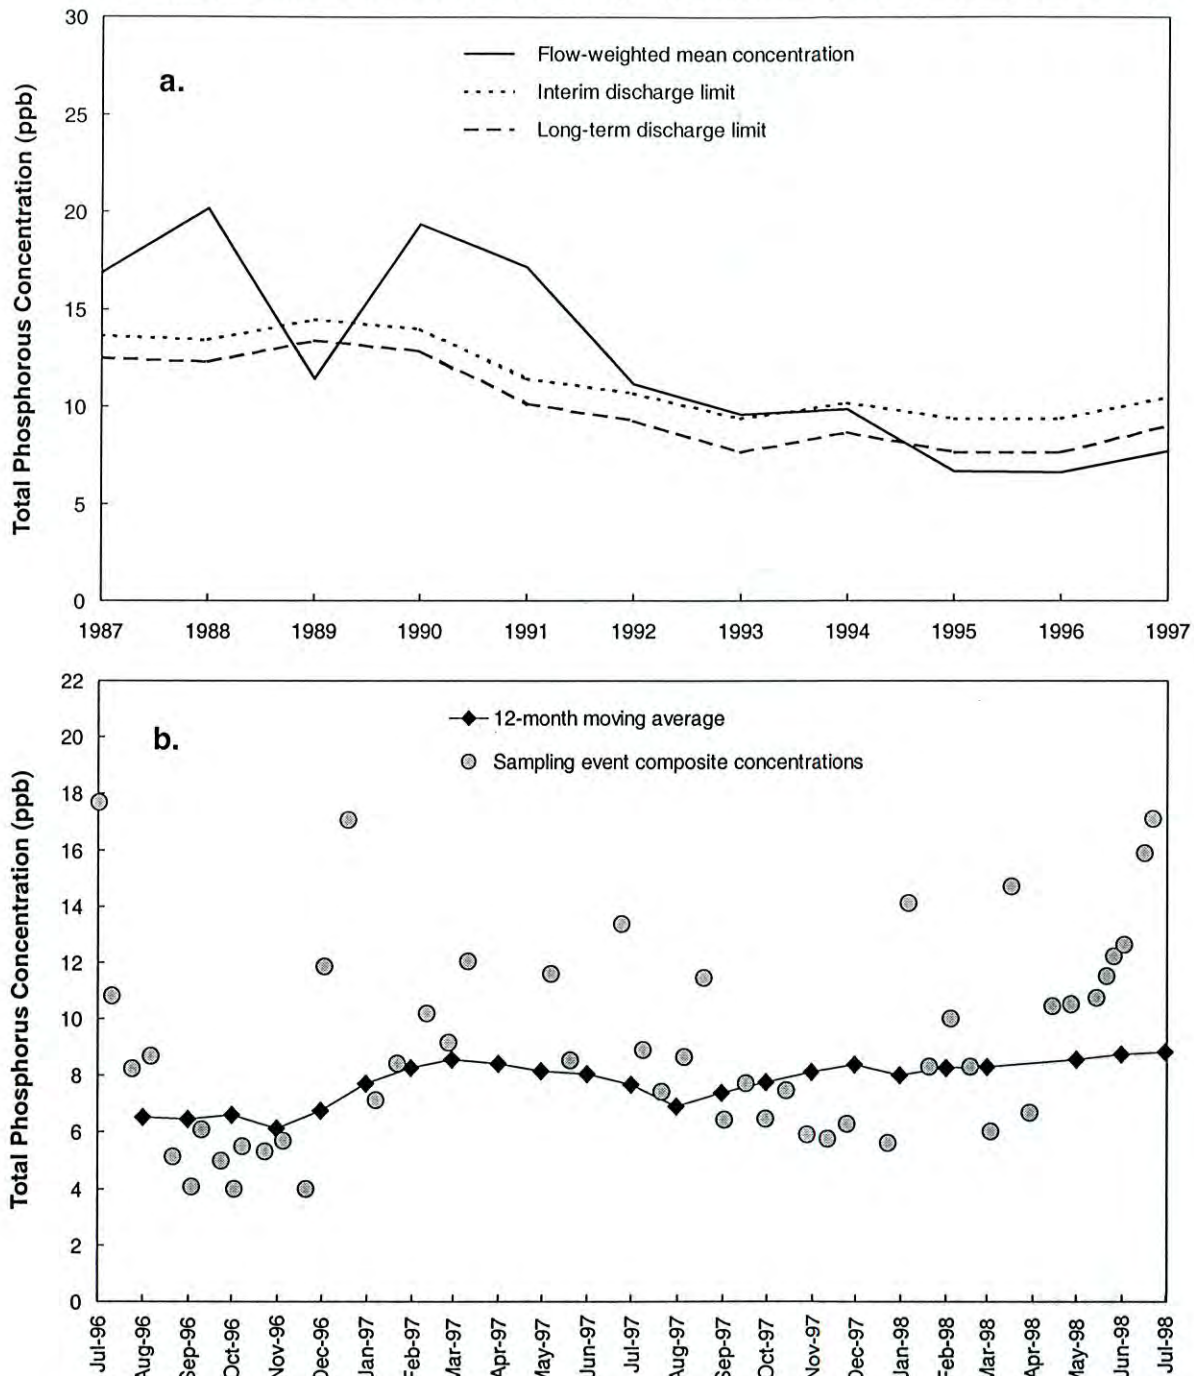 30
25
20
15
10
5
0
Total Phosphorous Concentration (ppb)
a.
Flow-weighted mean concentration
Interim discharge limit
Long-term discharge limit
1987 1988 1989 1990 1991 1992 1993 1994 1995 1996 1997
22
20
18
16
14
12
10
8
6
4
2
0
Total Phosphorus Concentration (ppb)
b.
12-month moving average
Sampling event composite concentrations
Jul-96
Aug-96
Sep-96
Oct-96
Nov-96
Dec-96
Jan-97
Feb-97
Mar-97
Apr-97
May-97
Jun-97
Jul-97
Aug-97
Sep-97
Oct-97
Nov-97
Dec-97
Jan-98
Feb-98
Mar-98
Apr-98
May-98
Jun-98
Jul-98